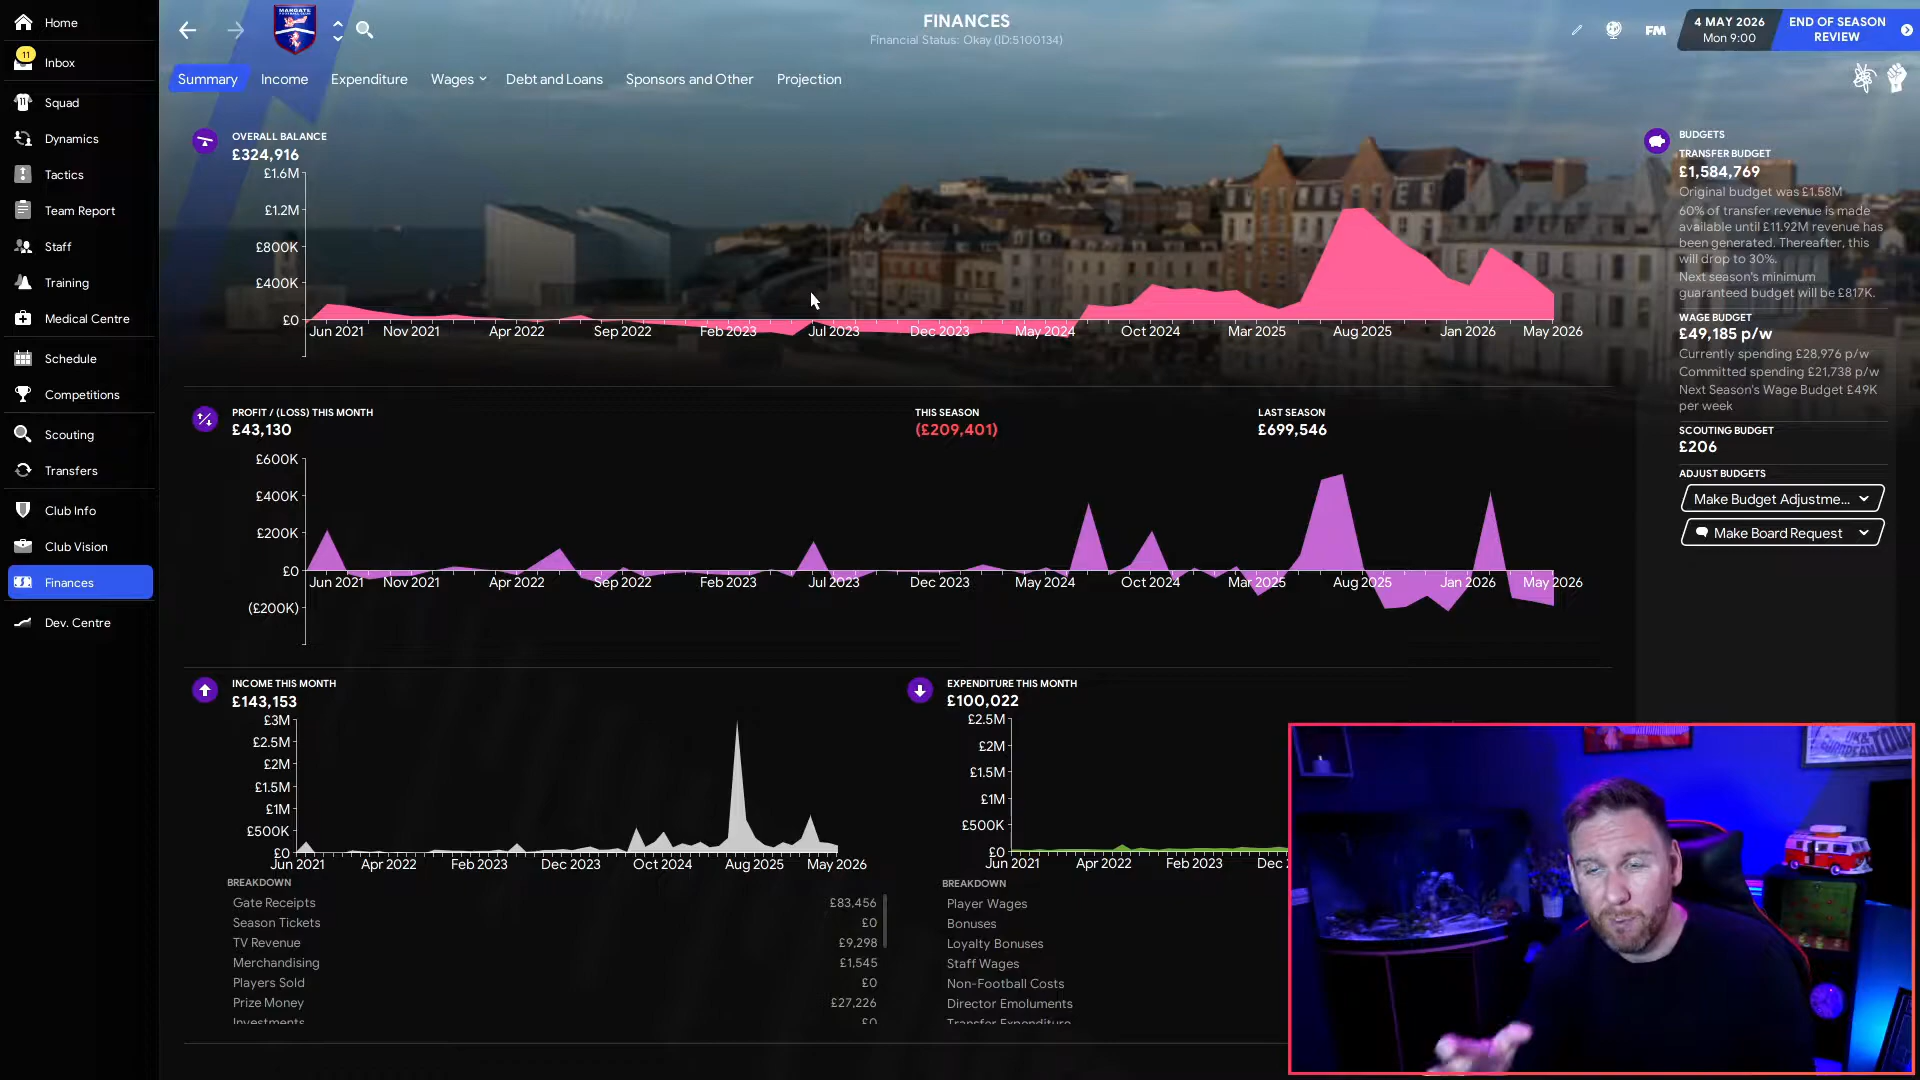 Home
11
Inbox
Squad
Dynamics
Tactics
Team Report
Staff
Training
Medical Centre
Schedule
Competitions
Scouting
Transfers
Club Info
Club Vision
Finances
Dev. Centre
FINANCES
Financial Status: Okay (ID:5100134)
FM
4 MAY 2026
Mon 9:00
END OF SEASON
REVIEW
Summary
Income
Expenditure
Wages
Debt and Loans
Sponsors and Other
Projection
OVERALL BALANCE
£324,916
£1.6M
£1.2M
£800K
£400K
£0
Jun 2021 Nov 2021 Apr 2022 Sep 2022 Feb 2023 Jul 2023 Dec 2023 May 2024 Oct 2024 Mar 2025 Aug 2025 Jan 2026 May 2026
PROFIT / (LOSS) THIS MONTH
£43,130
THIS SEASON
(£209,401)
LAST SEASON
£699,546
£600K
£400K
£200K
£0
(£200K)
Jun 2021 Nov 2021 Apr 2022 Sep 2022 Feb 2023 Jul 2023 Dec 2023 May 2024 Oct 2024 Mar 2025 Aug 2025 Jan 2026 May 2026
INCOME THIS MONTH
£143,153
£3M
£2.5M
£2M
£1.5M
£1M
£500K
£0
Jun 2021 Apr 2022 Feb 2023 Dec 2023 Oct 2024 Aug 2025 May 2026
BREAKDOWN
Gate Receipts £83,456
Season Tickets £0
TV Revenue £9,298
Merchandising £1,545
Players Sold £0
Prize Money £27,226
Investments £0
EXPENDITURE THIS MONTH
£100,022
£2.5M
£2M
£1.5M
£1M
£500K
£0
Jun 2021 Apr 2022 Feb 2023 Dec
BREAKDOWN
Player Wages
Bonuses
Loyalty Bonuses
Staff Wages
Non-Football Costs
Director Emoluments
Transfer Expenditure
BUDGETS
TRANSFER BUDGET
£1,584,769
Original budget was £1.58M
60% of transfer revenue is made
available until £11.92M revenue has
been generated. Thereafter, this
will drop to 30%.
Next season's minimum
guaranteed budget will be £817K.
WAGE BUDGET
£49,185 p/w
Currently spending £28,976 p/w
Committed spending £21,738 p/w
Next Season's Wage Budget £49K
per week
SCOUTING BUDGET
£206
ADJUST BUDGETS
Make Budget Adjustme...
Make Board Request
UK &
EUROPEAN TOUR